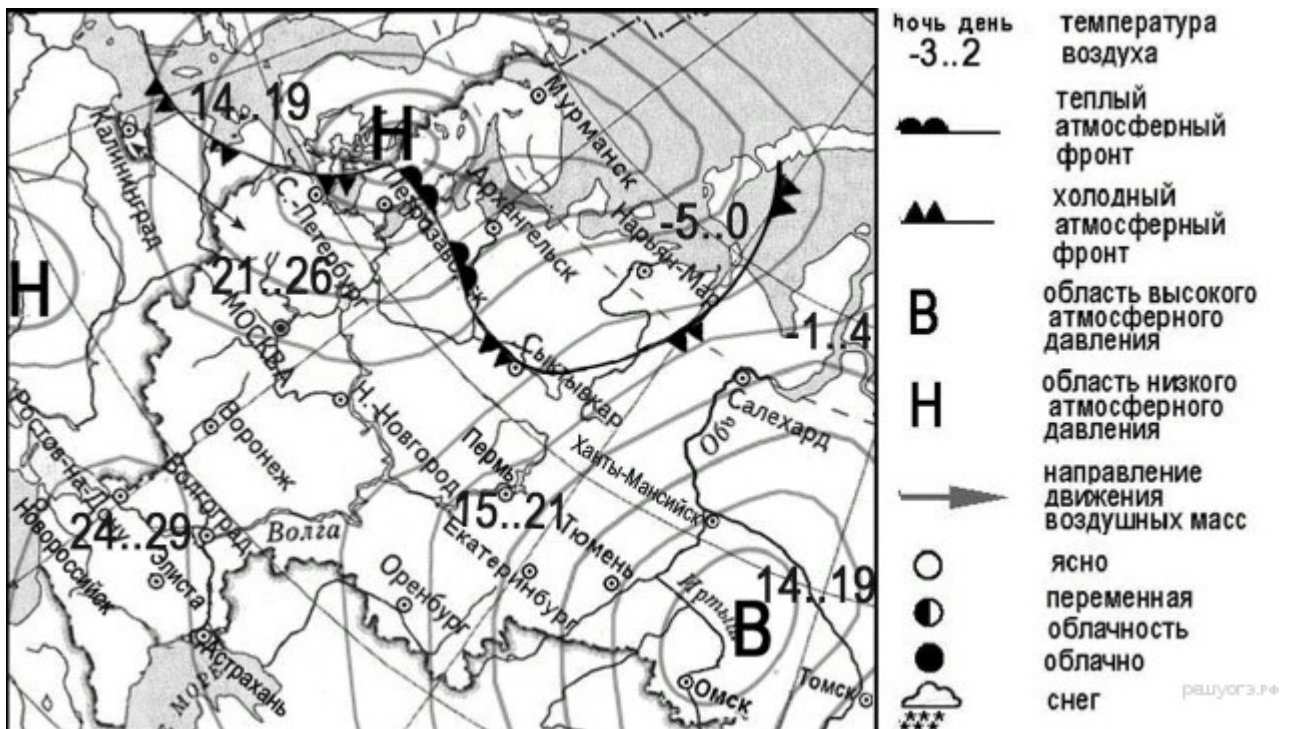 14..19
Н
Мурманск
Калининград
С.-Петербург
Петрозаводск
Архангельск
Нарьян-Мар
-5..0
21..26
Н
МОСКВА
-1..4
Сыктывкар
Салехард
Обь
Н.-Новгород
Воронеж
Пермь
Ханты-Мансийск
Ростов-на-Дону
Волгоград
15..21
24..29
Волга
Новороссийск
Элиста
Екатеринбург
Тюмень
Оренбург
Иртыш
14..19
В
Астрахань
МОРЕ
Омск
Томск
ночь день
-3..2
температура
воздуха
теплый
атмосферный
фронт
холодный
атмосферный
фронт
В
область высокого
атмосферного
давления
Н
область низкого
атмосферного
давления
направление
движения
воздушных масс
ясно
переменная
облачность
облачно
снег
решуогэ.рф